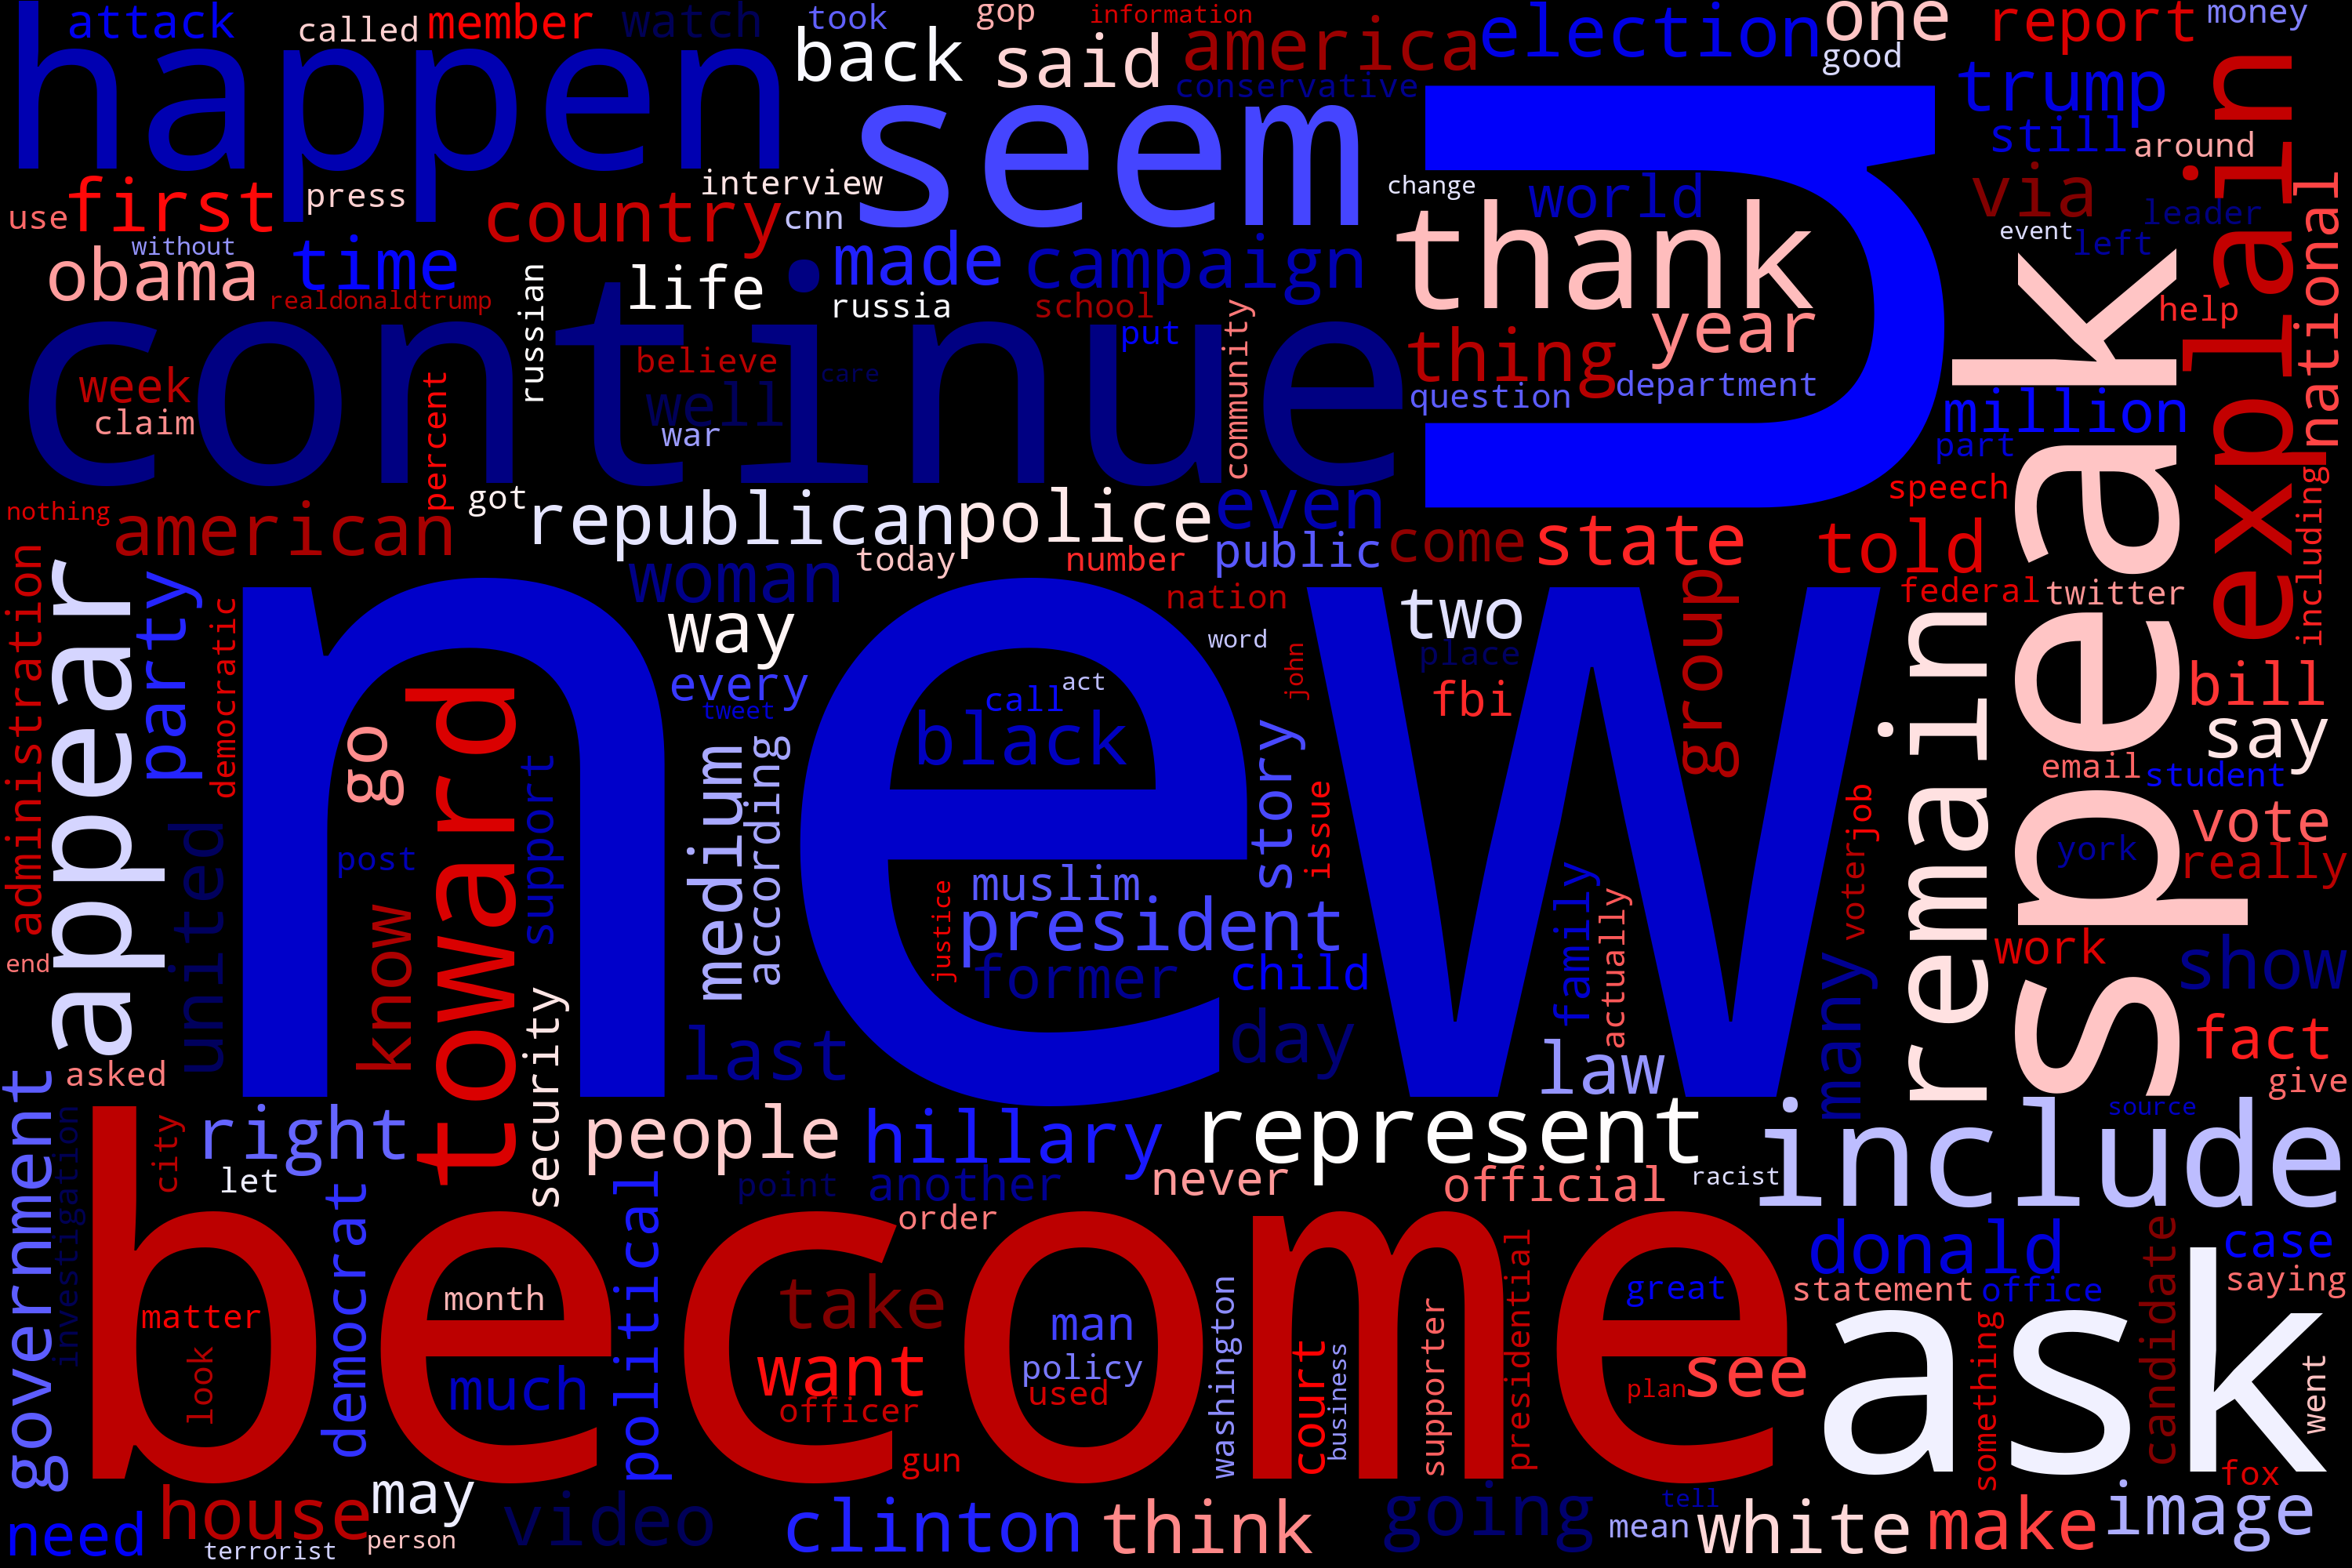 attack
called
member
watch
took
back
gop
said
information
america
conservative
election
one
good
report
money
happen
seem
trump
still
around
explain
first
use
without
press
country
interview
cnn
change
thank
world
via
leader
event
left
national
obama
time
realdonaldtrump
russian
life
made
russia
campaign
school
put
community
year
thing
question
department
help
speak
continue
week
claim
percent
believe
well
care
war
million
part
speech
including
nothing
american
got
republican
police
even
public
today
number
come
state
told
federal
twitter
administration
appear
party
democratic
woman
way
nation
word
two
place
fbi
group
remain
bill
say
new
toward
go
every
tweet
call
act
black
john
story
issue
email
student
vote
york
really
united
know
post
support
medium
according
muslim
president
justice
former
child
family
actually
many
voter
job
work
show
end
asked
security
last
day
law
fact
give
source
government
investigation
city
right
let
people
hillary
another
point
order
never
represent
official
racist
include
become
democrat
political
month
matter
look
much
take
want
officer
gun
man
policy
used
washington
court
business
supporter
presidential
great
plan
see
donald
statement
office
candidate
case
saying
ask
something
went
fox
need
house
terrorist
may
person
video
clinton
think
going
tell
mean
white
make
image
u